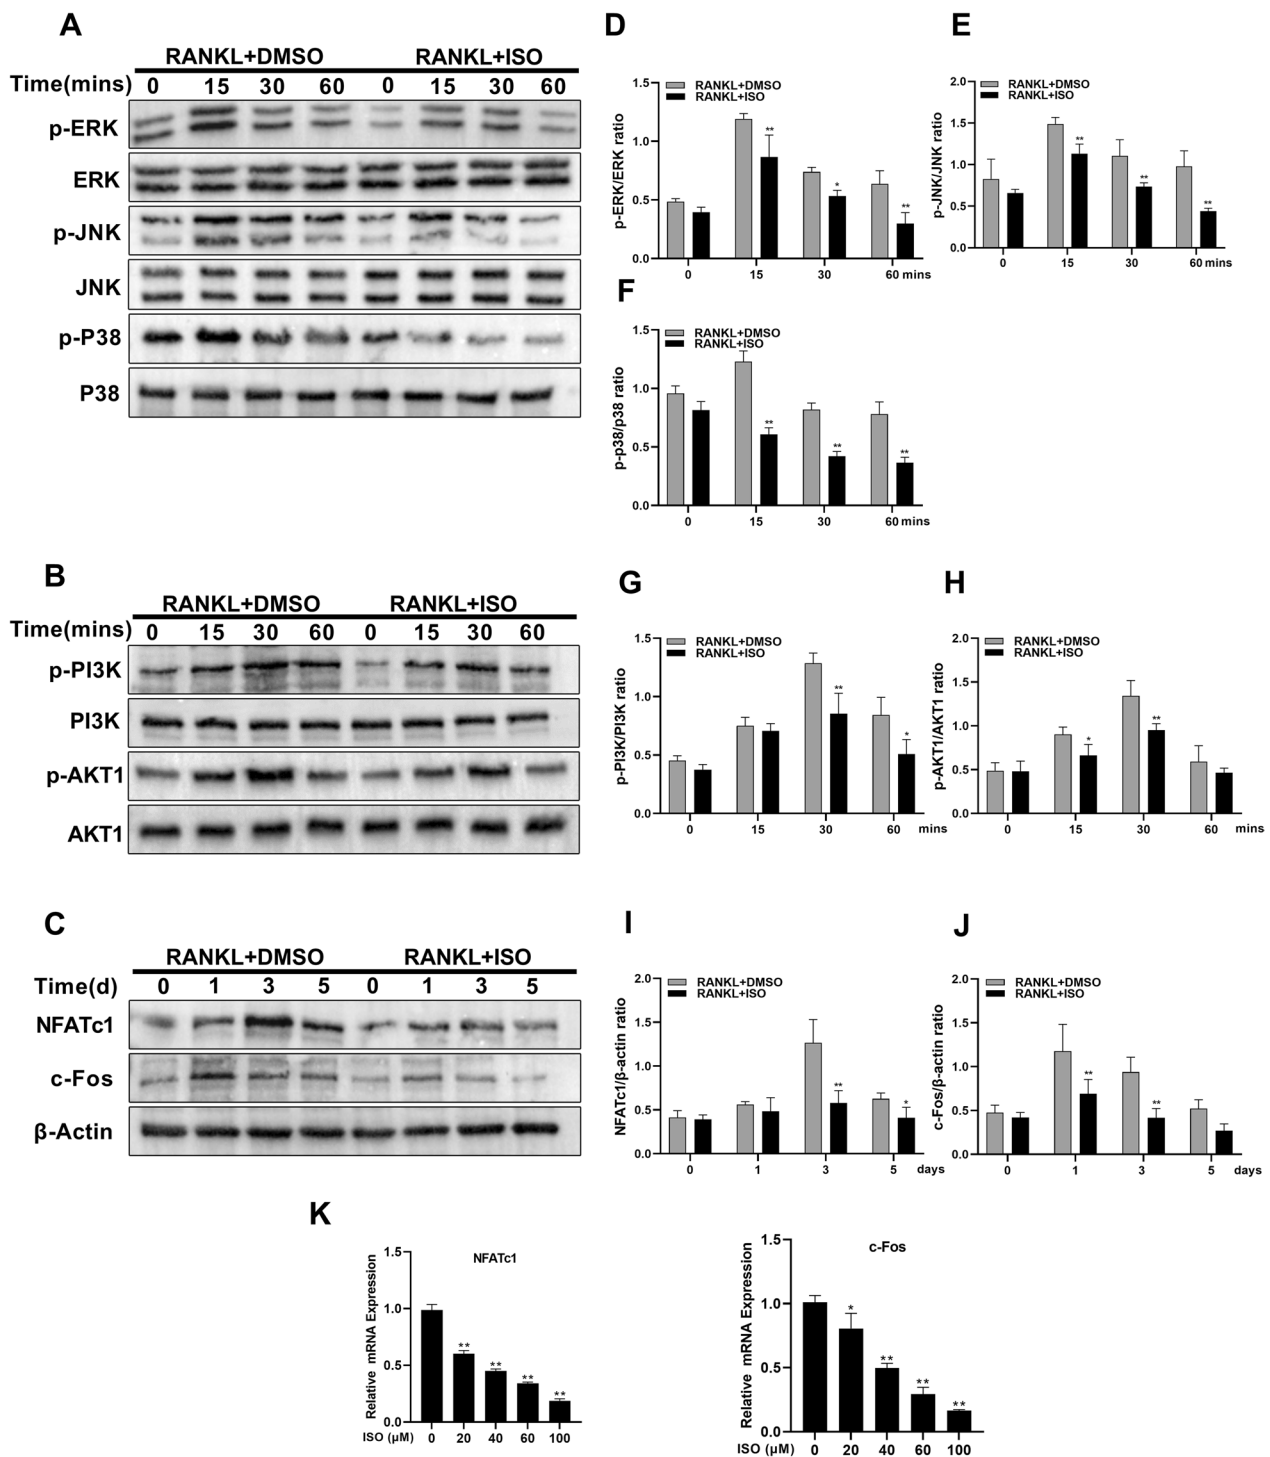 A
RANKL+DMSO RANKL+ISO
Time(mins) 0 15 30 60 0 15 30 60
p-ERK
ERK
p-JNK
JNK
p-P38
P38
D
1.5
1.0
0.5
0.0
p-ERK/ERK ratio
RANKL+DMSO
RANKL+ISO
**
*
**
0 15 30 60 mins
E
2.0
1.5
1.0
0.5
0.0
p-JNK/JNK ratio
RANKL+DMSO
RANKL+ISO
**
**
**
0 15 30 60 mins
F
1.5
1.0
0.5
0.0
p-p38/p38 ratio
RANKL+DMSO
RANKL+ISO
**
**
**
0 15 30 60 mins
B
RANKL+DMSO RANKL+ISO
Time(mins) 0 15 30 60 0 15 30 60
p-PI3K
PI3K
p-AKT1
AKT1
G
1.5
1.0
0.5
0.0
p-PI3K/PI3K ratio
RANKL+DMSO
RANKL+ISO
**
*
0 15 30 60 mins
H
2.0
1.5
1.0
0.5
0.0
p-AKT1/AKT1 ratio
RANKL+DMSO
RANKL+ISO
*
**
0 15 30 60 mins
C
RANKL+DMSO RANKL+ISO
Time(d) 0 1 3 5 0 1 3 5
NFATc1
c-Fos
β-Actin
I
2.0
1.5
1.0
0.5
0.0
NFATc1/β-actin ratio
RANKL+DMSO
RANKL+ISO
**
*
0 1 3 5 days
J
2.0
1.5
1.0
0.5
0.0
c-Fos/β-actin ratio
RANKL+DMSO
RANKL+ISO
**
**
0 1 3 5 days
K
NFATc1
1.5
1.0
0.5
0.0
Relative mRNA Expression
**
**
**
**
ISO (μM) 0 20 40 60 100
c-Fos
1.5
1.0
0.5
0.0
Relative mRNA Expression
*
**
**
**
ISO (μM) 0 20 40 60 100